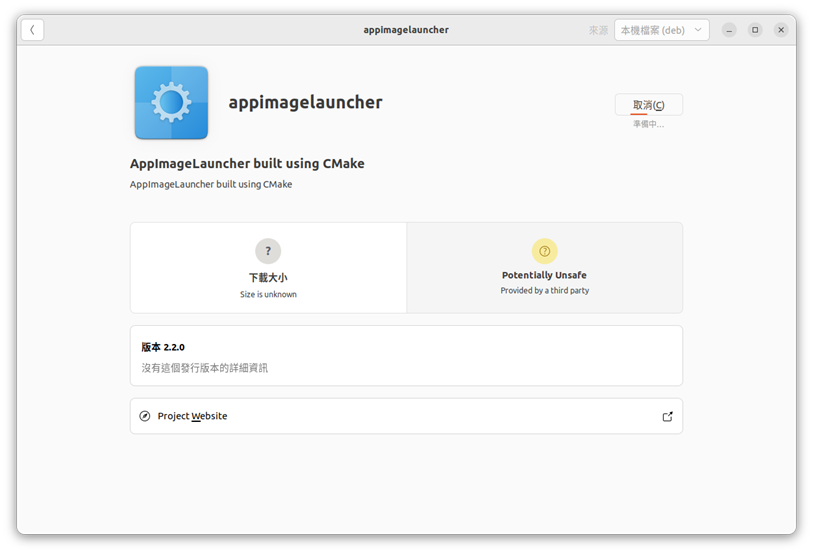 appimagelauncher
來源
本機檔案 (deb)
appimagelauncher
取消(C)
準備中…
AppImageLauncher built using CMake
AppImageLauncher built using CMake
?
下載大小
Size is unknown
?
Potentially Unsafe
Provided by a third party
版本 2.2.0
沒有這個發行版本的詳細資訊
Project Website